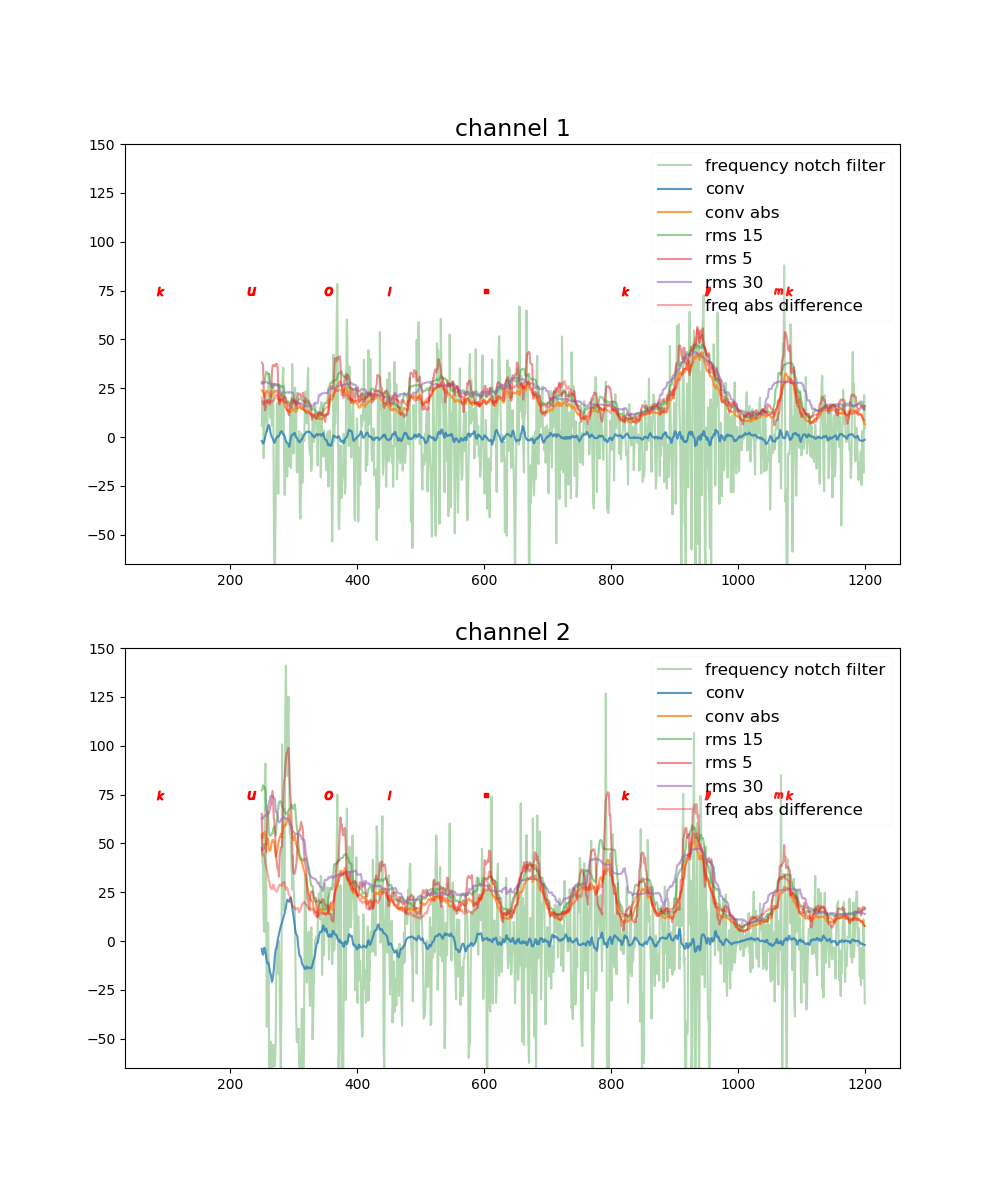 channel 1
150
125
100
75
50
25
0
−25
−50
frequency notch filter
conv
conv abs
rms 15
rms 5
rms 30
freq abs difference
k u o l k m k
200 400 600 800 1000 1200
channel 2
150
125
100
75
50
25
0
−25
−50
frequency notch filter
conv
conv abs
rms 15
rms 5
rms 30
freq abs difference
k u o l k m k
200 400 600 800 1000 1200